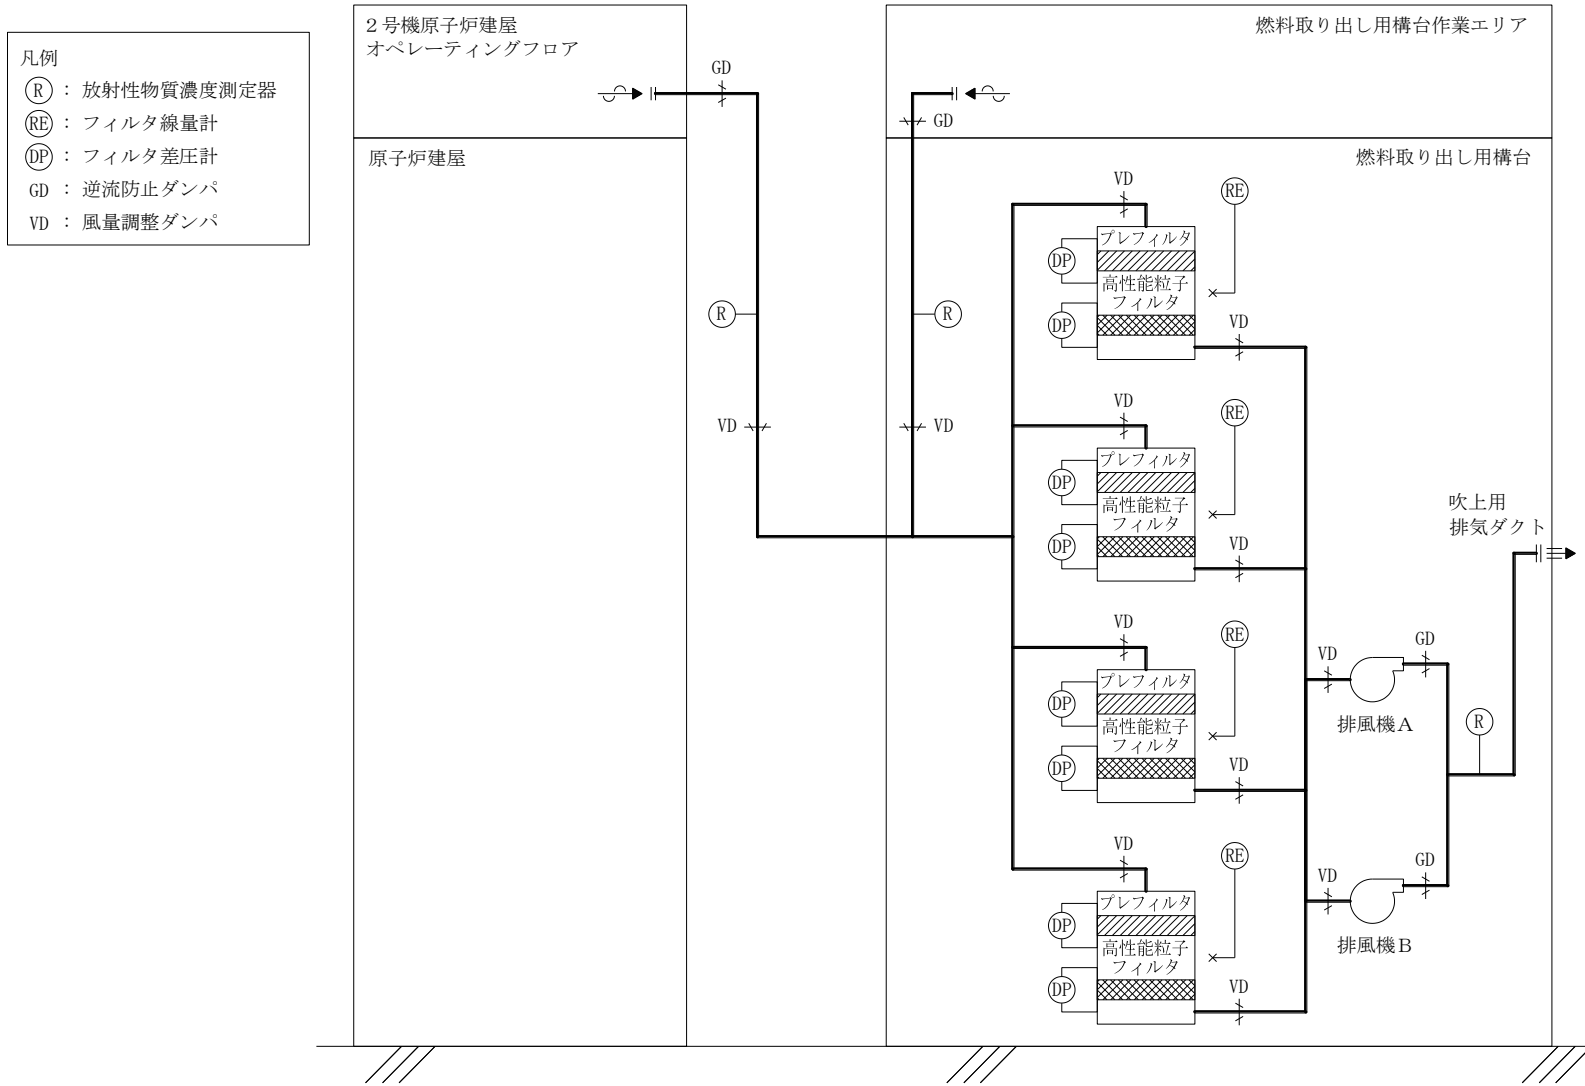 凡例
R : 放射性物質濃度測定器
RE : フィルタ線量計
DP : フィルタ差圧計
GD : 逆流防止ダンパ
VD : 風量調整ダンパ
2号機原子炉建屋
オペレーティングフロア
GD
原子炉建屋
R
VD
燃料取り出し用構台作業エリア
GD
燃料取り出し用構台
R
VD
VD
RE
プレフィルタ
DP
高性能粒子
フィルタ
DP
VD
VD
RE
プレフィルタ
DP
高性能粒子
フィルタ
DP
VD
VD
RE
プレフィルタ
DP
高性能粒子
フィルタ
DP
VD
VD
RE
プレフィルタ
DP
高性能粒子
フィルタ
DP
VD
VD
GD
排風機A
VD
GD
排風機B
R
吹上用
排気ダクト